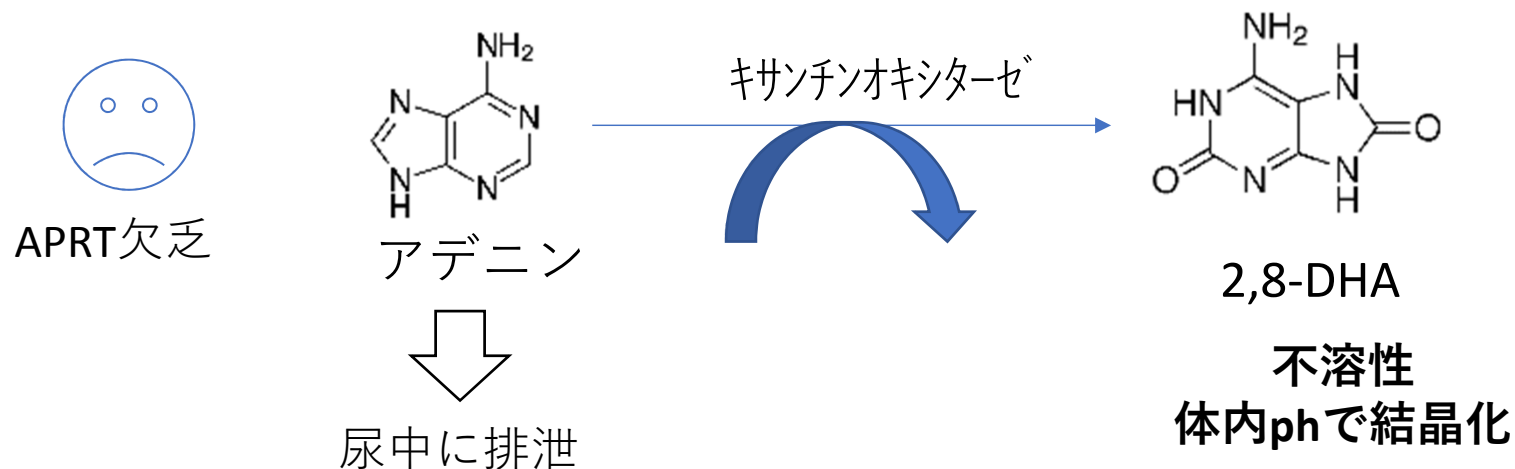 APRT欠乏
NH₂
N
N
N
N
H
アデニン
尿中に排泄
キサンチンオキシターゼ
NH₂
H
N
HN
O
O
N
N
H
2,8-DHA
不溶性
体内phで結晶化